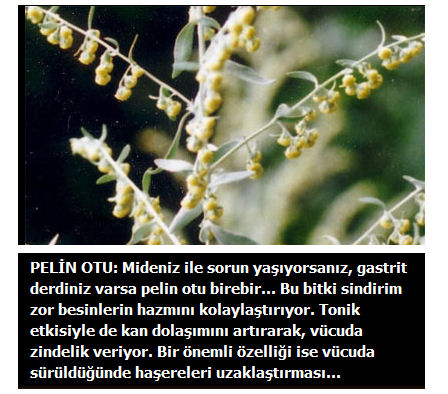 PELİN OTU: Mideniz ile sorun yaşıyorsanız, gastrit
derdiniz varsa pelin otu birebir... Bu bitki sindirim
zor besinlerin hazmını kolaylaştırıyor. Tonik
etkisiyle de kan dolaşımını artırarak, vücuda
zindelik veriyor. Bir önemli özelliği ise vücuda
sürüldüğünde haşereleri uzaklaştırması...